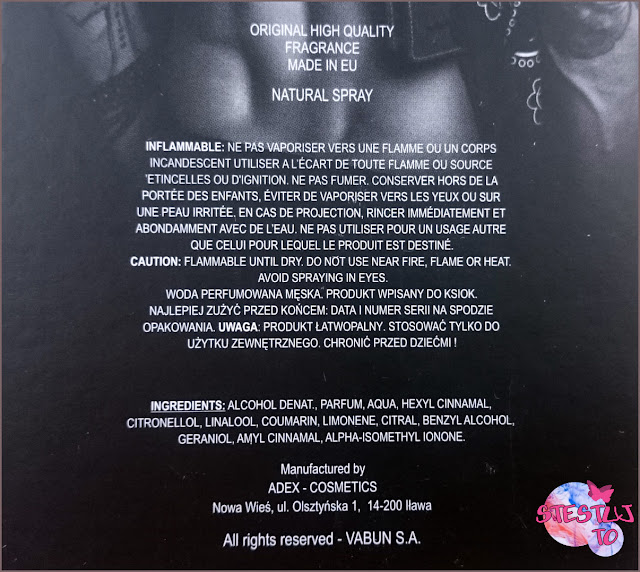 ORIGINAL HIGH QUALITY
FRAGRANCE
MADE IN EU
NATURAL SPRAY
INFLAMMABLE: NE PAS VAPORISER VERS UNE FLAMME OU UN CORPS
INCANDESCENT UTILISER A L'ÉCART DE TOUTE FLAMME OU SOURCE
'ETINCELLES OU D'IGNITION. NE PAS FUMER. CONSERVER HORS DE LA
PORTÉE DES ENFANTS, ÉVITER DE VAPORISER VERS LES YEUX OU SUR
UNE PEAU IRRITÉE, EN CAS DE PROJECTION, RINCER IMMÉDIATEMENT ET
ABONDAMMENT AVEC DE L'EAU. NE PAS UTILISER POUR UN USAGE AUTRE
QUE CELUI POUR LEQUEL LE PRODUIT EST DESTINÉ.
CAUTION: FLAMMABLE UNTIL DRY. DO NOT USE NEAR FIRE, FLAME OR HEAT.
AVOID SPRAYING IN EYES.
WODA PERFUMOWANA MĘSKA. PRODUKT WPISANY DO KSIOK.
NAJLEPIEJ ZUŻYĆ PRZED KOŃCEM: DATA I NUMER SERII NA SPODZIE
OPAKOWANIA. UWAGA: PRODUKT ŁATWOPALNY. STOSOWAĆ TYLKO DO
UŻYTKU ZEWNĘTRZNEGO. CHRONIĆ PRZED DZIEĆMI !
INGREDIENTS: ALCOHOL DENAT., PARFUM, AQUA, HEXYL CINNAMAL,
CITRONELLOL, LINALOOL, COUMARIN, LIMONENE, CITRAL, BENZYL ALCOHOL,
GERANIOL, AMYL CINNAMAL, ALPHA-ISOMETHYL IONONE.
Manufactured by
ADEX - COSMETICS
Nowa Wieś, ul. Olsztyńska 1, 14-200 Iława
All rights reserved - VABUN S.A.
STESTUJ
TO